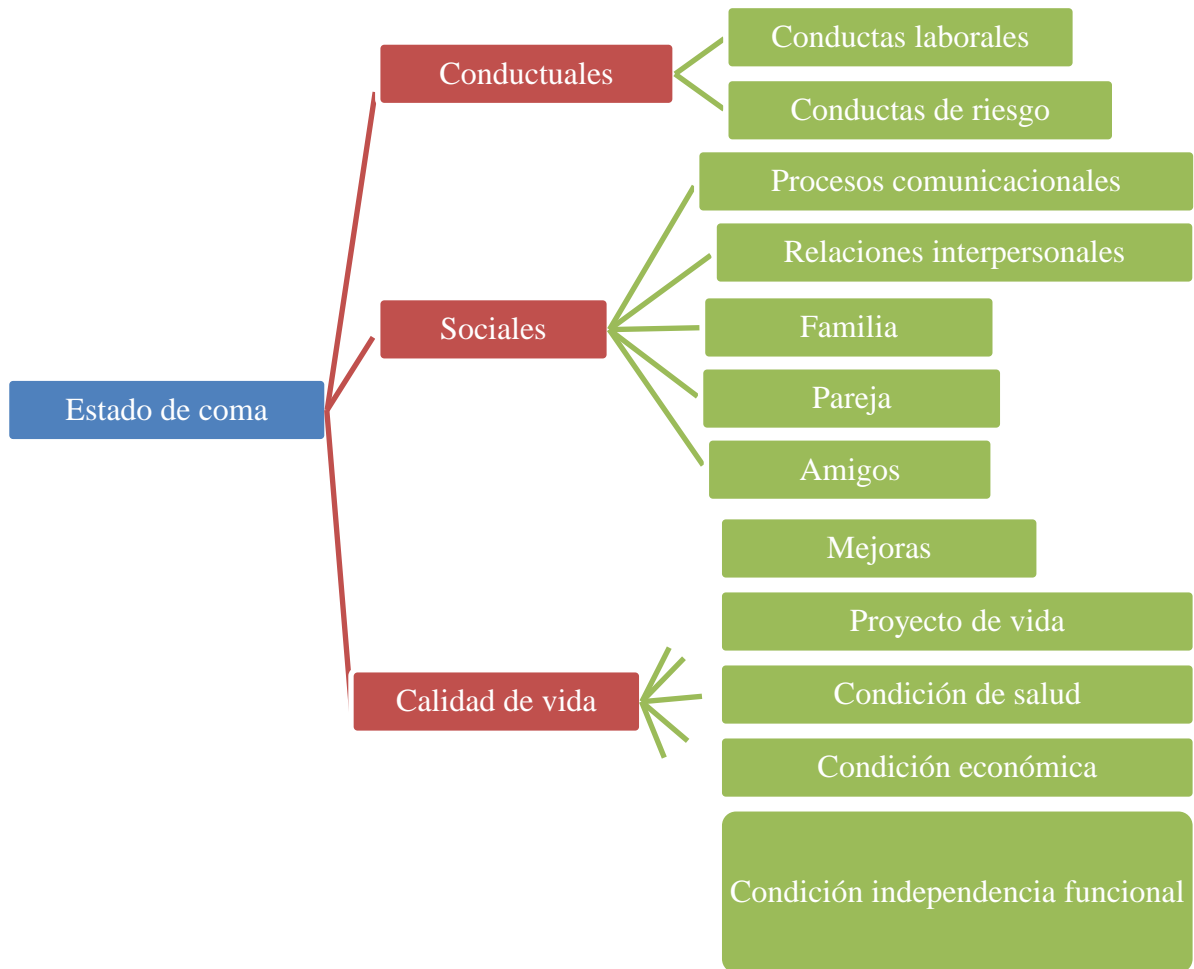 Estado de coma
Conductuales
Conductas laborales
Conductas de riesgo
Sociales
Procesos comunicacionales
Relaciones interpersonales
Familia
Pareja
Amigos
Calidad de vida
Mejoras
Proyecto de vida
Condición de salud
Condición económica
Condición independencia funcional